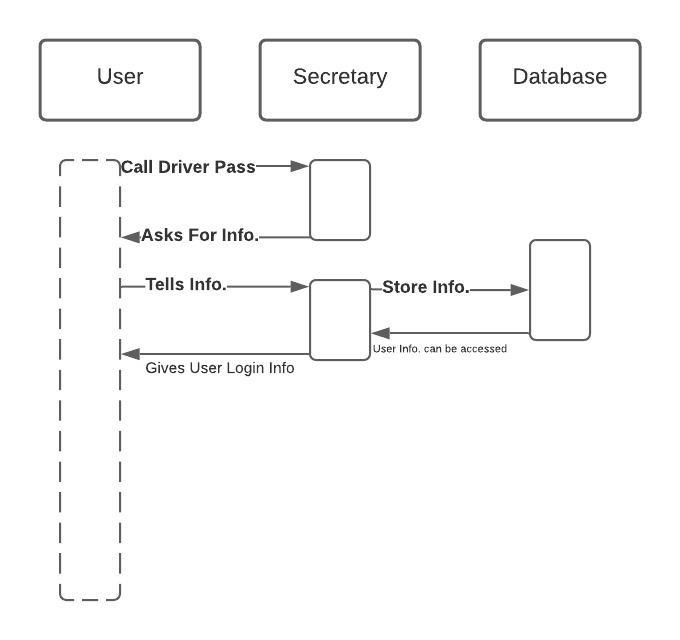 User
Secretary
Database
Call Driver Pass
Asks For Info.
Tells Info.
Store Info.
User Info. can be accessed
Gives User Login Info